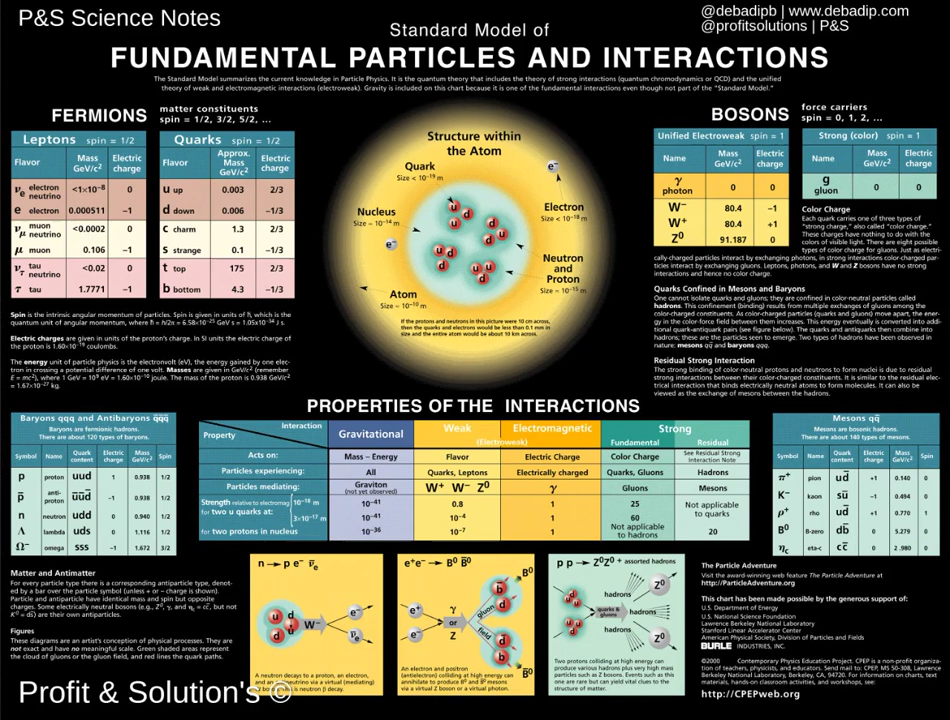 P&S Science Notes
@debadipb | www.debadip.com
@profitsolutions | P&S
Standard Model of
FUNDAMENTAL PARTICLES AND INTERACTIONS
The Standard Model summarizes the current knowledge in Particle Physics. It is the quantum theory that includes the theory of strong interactions (quantum chromodynamics or QCD) and the unified
theory of weak and electromagnetic interactions (electroweak). Gravity is included on this chart because it is one of the fundamental interactions even though not part of the "Standard Model."
FERMIONS
matter constituents
spin = 1/2, 3/2, 5/2, ...
Leptons spin = 1/2
Flavor Mass GeV/c² Electric charge
νe electron neutrino <1×10⁻⁸ 0
e electron 0.000511 −1
νμ muon neutrino <0.0002 0
μ muon 0.106 −1
ντ tau neutrino <0.02 0
τ tau 1.7771 −1
Quarks spin = 1/2
Flavor Approx. Mass GeV/c² Electric charge
u up 0.003 2/3
d down 0.006 −1/3
c charm 1.3 2/3
s strange 0.1 −1/3
t top 175 2/3
b bottom 4.3 −1/3
Spin is the intrinsic angular momentum of particles. Spin is given in units of ħ, which is the
quantum unit of angular momentum, where ħ = h/2π = 6.58×10⁻²⁵ GeV s = 1.05x10⁻³⁴ J s.
Electric charges are given in units of the proton's charge. In SI units the electric charge of
the proton is 1.60×10⁻¹⁹ coulombs.
The energy unit of particle physics is the electronvolt (eV), the energy gained by one elec-
tron in crossing a potential difference of one volt. Masses are given in GeV/c² (remember
E = mc²), where 1 GeV = 10⁹ eV = 1.60×10⁻¹⁰ joule. The mass of the proton is 0.938 GeV/c²
= 1.67×10⁻²⁷ kg.
Structure within
the Atom
Quark
Size < 10⁻¹⁹ m
e⁻
Nucleus
Size ≈ 10⁻¹⁴ m
Electron
Size < 10⁻¹⁸ m
e⁻
Neutron
and
Proton
Size ≈ 10⁻¹⁵ m
Atom
Size ≈ 10⁻¹⁰ m
u d u
u d
u d d
u d
d d
u u d
If the protons and neutrons in this picture were 10 cm across,
then the quarks and electrons would be less than 0.1 mm in
size and the entire atom would be about 10 km across.
BOSONS
force carriers
spin = 0, 1, 2, ...
Unified Electroweak spin = 1
Name Mass GeV/c² Electric charge
γ photon 0 0
W⁻ 80.4 −1
W⁺ 80.4 +1
Z⁰ 91.187 0
Strong (color) spin = 1
Name Mass GeV/c² Electric charge
g gluon 0 0
Color Charge
Each quark carries one of three types of
"strong charge," also called "color charge."
These charges have nothing to do with the
colors of visible light. There are eight possible
types of color charge for gluons. Just as electri-
cally-charged particles interact by exchanging photons, in strong interactions color-charged par-
ticles interact by exchanging gluons. Leptons, photons, and W and Z bosons have no strong
interactions and hence no color charge.
Quarks Confined in Mesons and Baryons
One cannot isolate quarks and gluons; they are confined in color-neutral particles called
hadrons. This confinement (binding) results from multiple exchanges of gluons among the
color-charged constituents. As color-charged particles (quarks and gluons) move apart, the ener-
gy in the color-force field between them increases. This energy eventually is converted into addi-
tional quark-antiquark pairs (see figure below). The quarks and antiquarks then combine into
hadrons; these are the particles seen to emerge. Two types of hadrons have been observed in
nature: mesons qq̄ and baryons qqq.
Residual Strong Interaction
The strong binding of color-neutral protons and neutrons to form nuclei is due to residual
strong interactions between their color-charged constituents. It is similar to the residual elec-
trical interaction that binds electrically neutral atoms to form molecules. It can also be
viewed as the exchange of mesons between the hadrons.
PROPERTIES OF THE INTERACTIONS
Baryons qqq and Antibaryons q̄q̄q̄
Baryons are fermionic hadrons.
There are about 120 types of baryons.
Symbol Name Quark content Electric charge Mass GeV/c² Spin
p proton uud 1 0.938 1/2
p̄ anti-proton ūūd̄ −1 0.938 1/2
n neutron udd 0 0.940 1/2
Λ lambda uds 0 1.116 1/2
Ω⁻ omega sss −1 1.672 3/2
Interaction
Property
Gravitational Weak Electromagnetic Strong
(Electroweak) Fundamental Residual
Acts on: Mass – Energy Flavor Electric Charge Color Charge See Residual Strong Interaction Note
Particles experiencing: All Quarks, Leptons Electrically charged Quarks, Gluons Hadrons
Particles mediating: Graviton (not yet observed) W⁺ W⁻ Z⁰ γ Gluons Mesons
Strength relative to electromag 10⁻¹⁸ m 10⁻⁴¹ 0.8 1 25 Not applicable
for two u quarks at: 3×10⁻¹⁷ m 10⁻⁴¹ 10⁻⁴ 1 60 to quarks
for two protons in nucleus 10⁻³⁶ 10⁻⁷ 1 Not applicable to hadrons 20
Mesons qq̄
Mesons are bosonic hadrons.
There are about 140 types of mesons.
Symbol Name Quark content Electric charge Mass GeV/c² Spin
π⁺ pion ud̄ +1 0.140 0
K⁻ kaon sū −1 0.494 0
ρ⁺ rho ud̄ +1 0.770 1
B⁰ B-zero db̄ 0 5.279 0
ηc eta-c cc̄ 0 2.980 0
Matter and Antimatter
For every particle type there is a corresponding antiparticle type, denot-
ed by a bar over the particle symbol (unless + or – charge is shown).
Particle and antiparticle have identical mass and spin but opposite
charges. Some electrically neutral bosons (e.g., Z⁰, γ, and ηc = cc̄, but not
K⁰ = ds̄) are their own antiparticles.
Figures
These diagrams are an artist's conception of physical processes. They are
not exact and have no meaningful scale. Green shaded areas represent
the cloud of gluons or the gluon field, and red lines the quark paths.
n → p e⁻ ν̄e
d u d u W⁻ e⁻ ν̄e
A neutron decays to a proton, an electron,
and an antineutrino via a virtual (mediating)
is neutron β decay.
e⁺e⁻ → B⁰ B̄⁰
e⁺ e⁻ γ or Z b̄ d gluon field d̄ b B⁰ B̄⁰
An electron and positron
(antielectron) colliding at high energy can
annihilate to produce B⁰ and B̄⁰ mesons
via a virtual Z boson or a virtual photon.
p p → Z⁰Z⁰ + assorted hadrons
hadrons Z⁰
quarks & gluons hadrons
hadrons Z⁰
Two protons colliding at high energy can
produce various hadrons plus very high mass
particles such as Z bosons. Events such as this
one are rare but can yield vital clues to the
structure of matter.
The Particle Adventure
Visit the award-winning web feature The Particle Adventure at
http://ParticleAdventure.org
This chart has been made possible by the generous support of:
U.S. Department of Energy
U.S. National Science Foundation
Lawrence Berkeley National Laboratory
Stanford Linear Accelerator Center
American Physical Society, Division of Particles and Fields
BURLE INDUSTRIES, INC.
©2000 Contemporary Physics Education Project. CPEP is a non-profit organiza-
tion of teachers, physicists, and educators. Send mail to: CPEP, MS 50-308, Lawrence
Berkeley National Laboratory, Berkeley, CA, 94720. For information on charts, text
materials, hands-on classroom activities, and workshops, see:
http://CPEPweb.org
Profit & Solution's ©